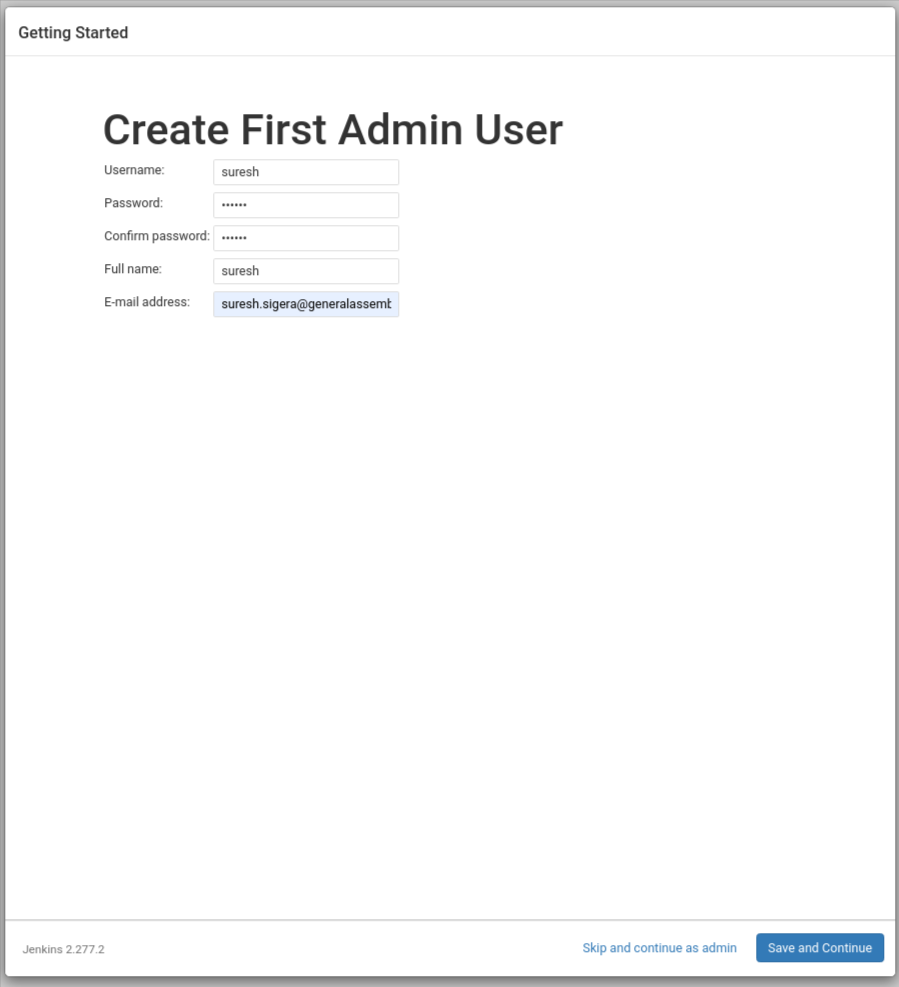 Getting Started
Create First Admin User
Username: suresh
Password: ••••••
Confirm password: ••••••
Full name: suresh
E-mail address: suresh.sigera@generalassemb
Jenkins 2.277.2 Skip and continue as admin Save and Continue